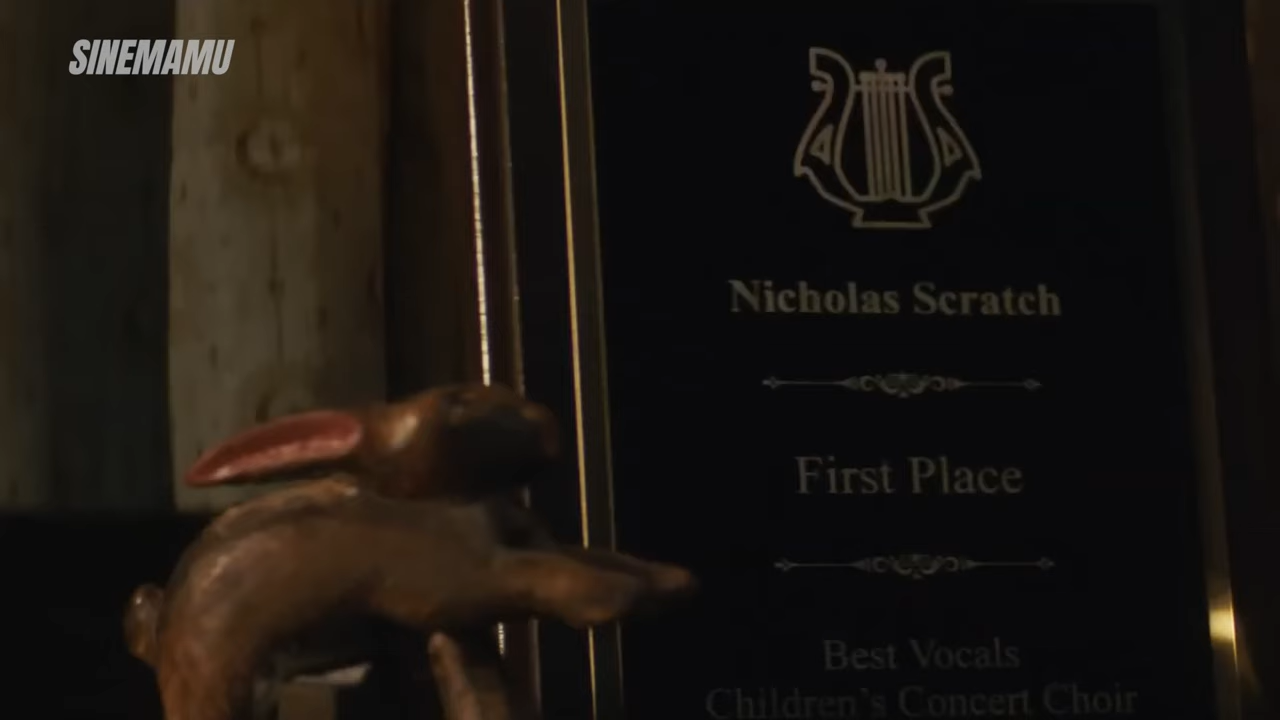 SINEMAMU
Nicholas Scratch
First Place
Best Vocals
Children's Concert Choir